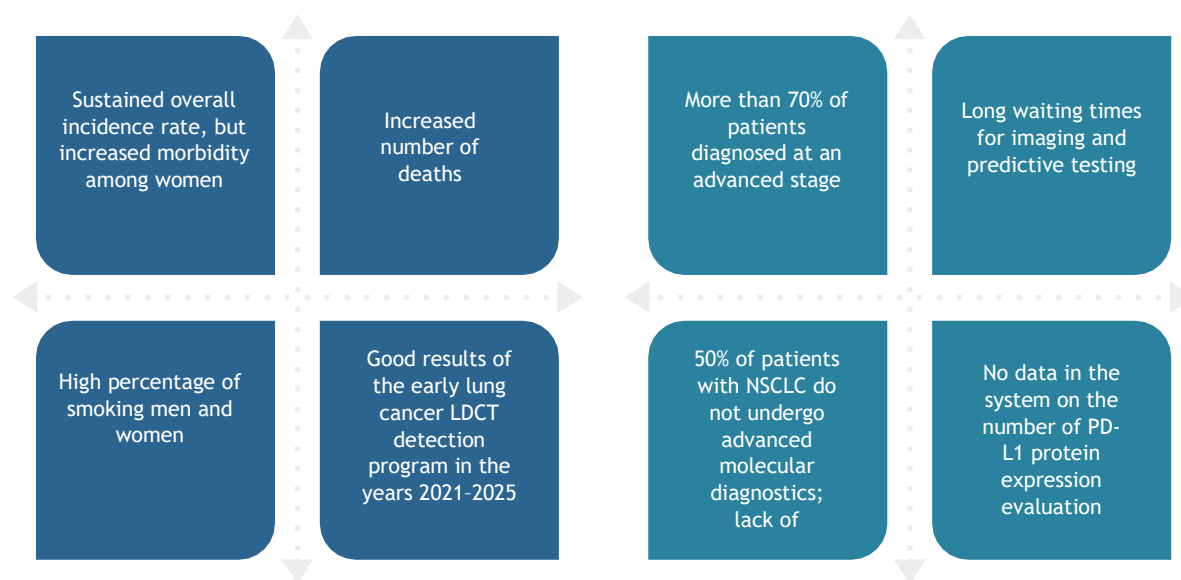 Sustained overall
incidence rate, but
increased morbidity
among women
Increased
number of
deaths
High percentage of
smoking men and
women
Good results of
the early lung
cancer LDCT
detection
program in the
years 2021–2025
More than 70% of
patients
diagnosed at an
advanced stage
Long waiting times
for imaging and
predictive testing
50% of patients
with NSCLC do
not undergo
advanced
molecular
diagnostics;
lack of
No data in the
system on the
number of PD-
L1 protein
expression
evaluation